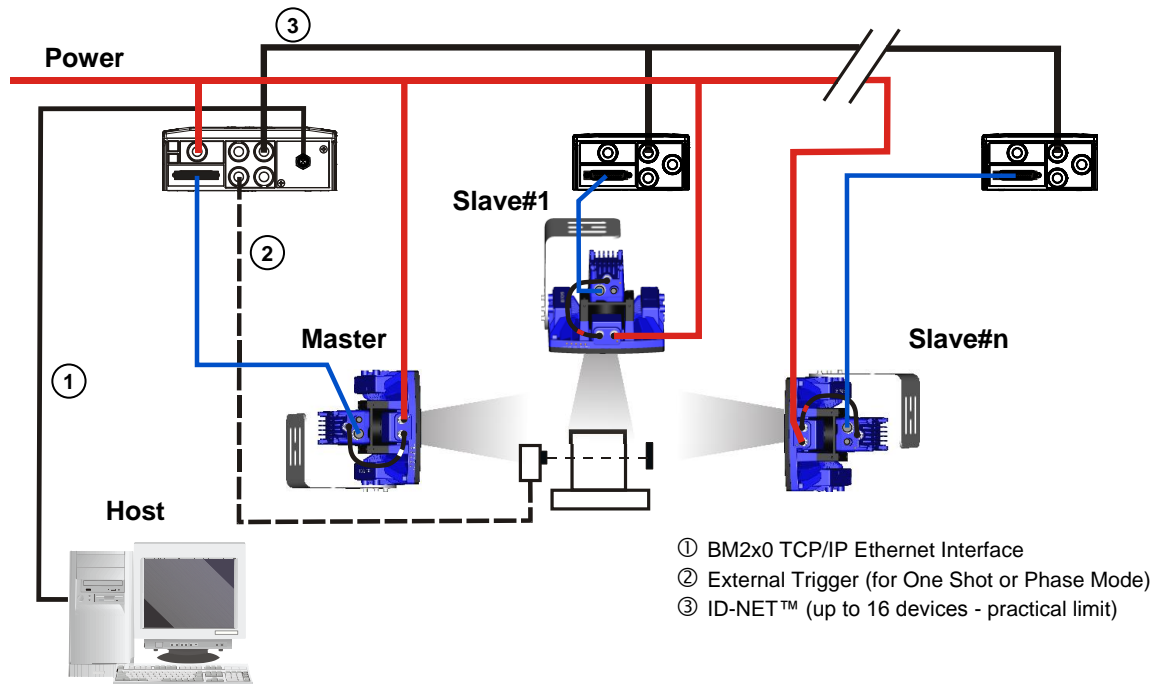 ③
Power
Slave#1
②
Master
Slave#n
①
Host
① BM2x0 TCP/IP Ethernet Interface
② External Trigger (for One Shot or Phase Mode)
③ ID-NET™ (up to 16 devices - practical limit)